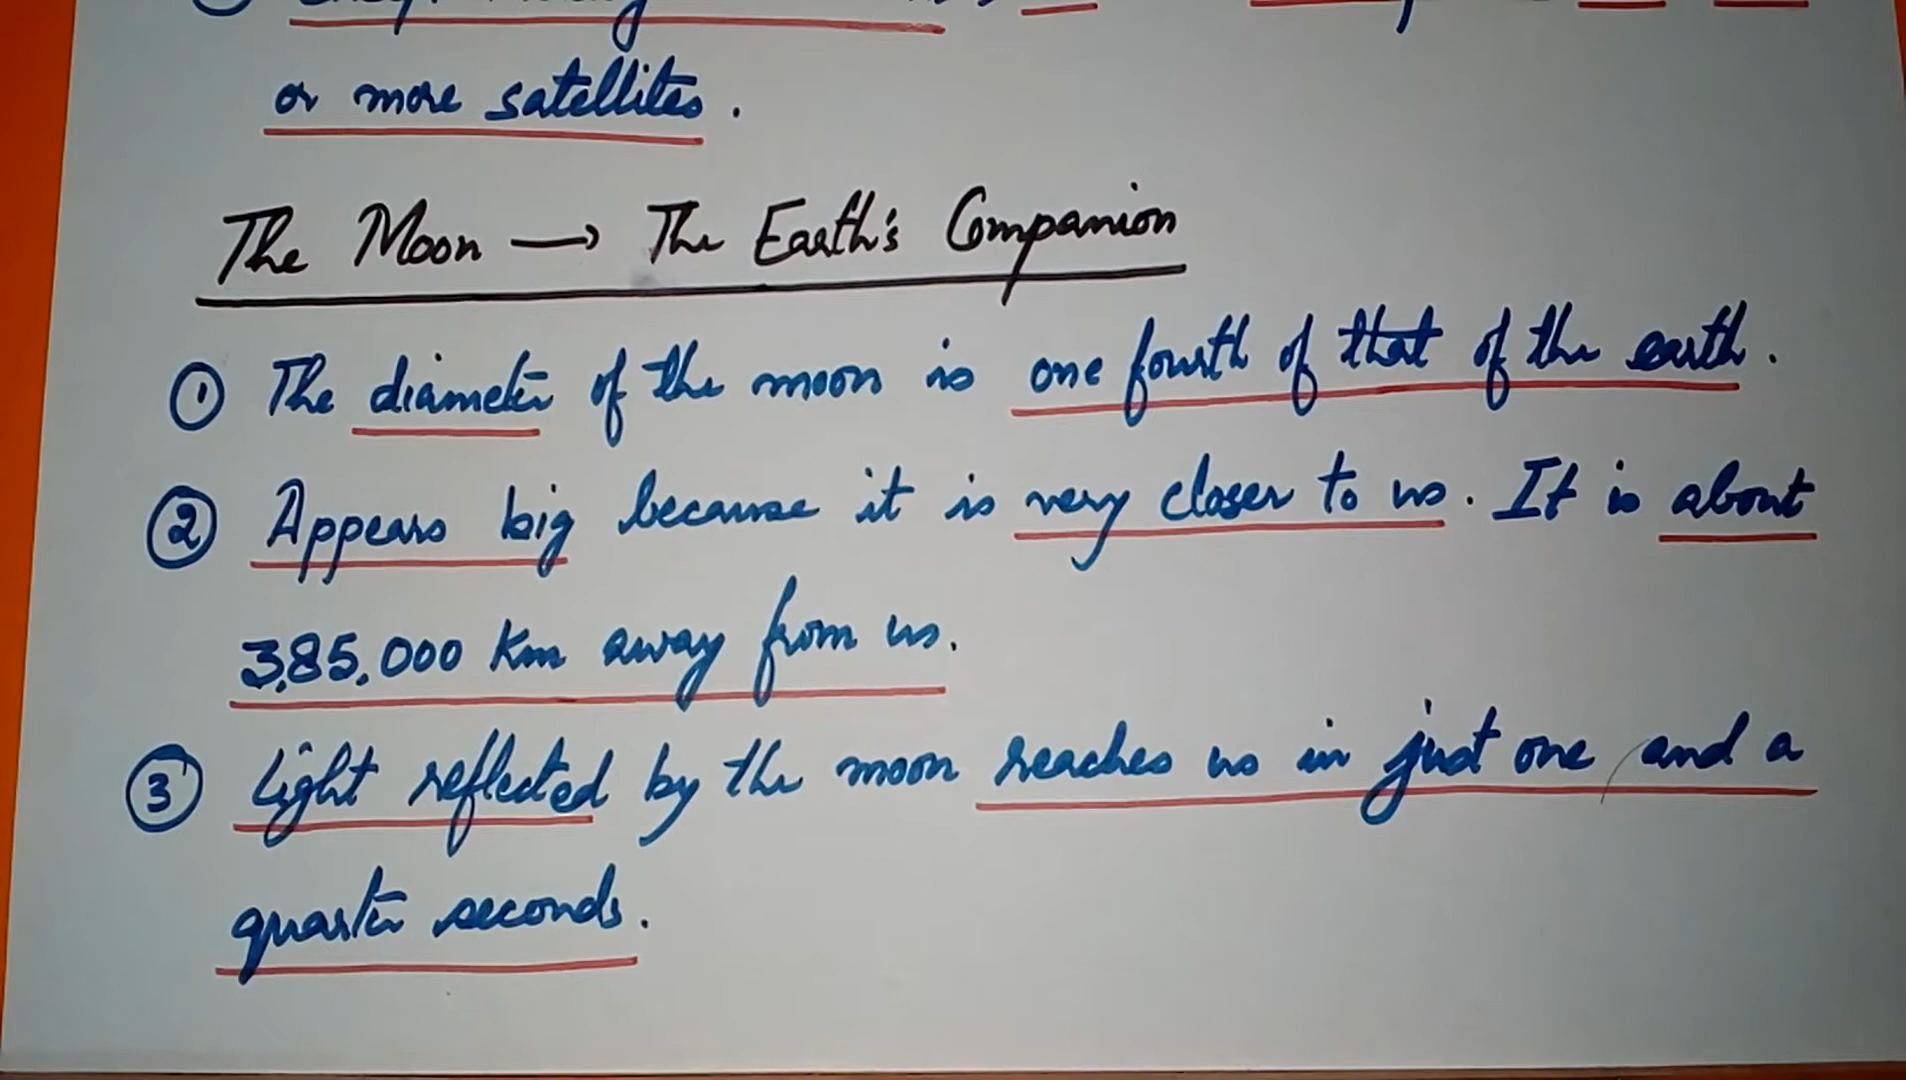 or more satellites.
The Moon → The Earth's Companion
① The diameter of the moon is one fourth of that of the earth.
② Appears big because it is very closer to us. It is about
3,85,000 Km away from us.
③ Light reflected by the moon reaches us in just one and a
quarter seconds.